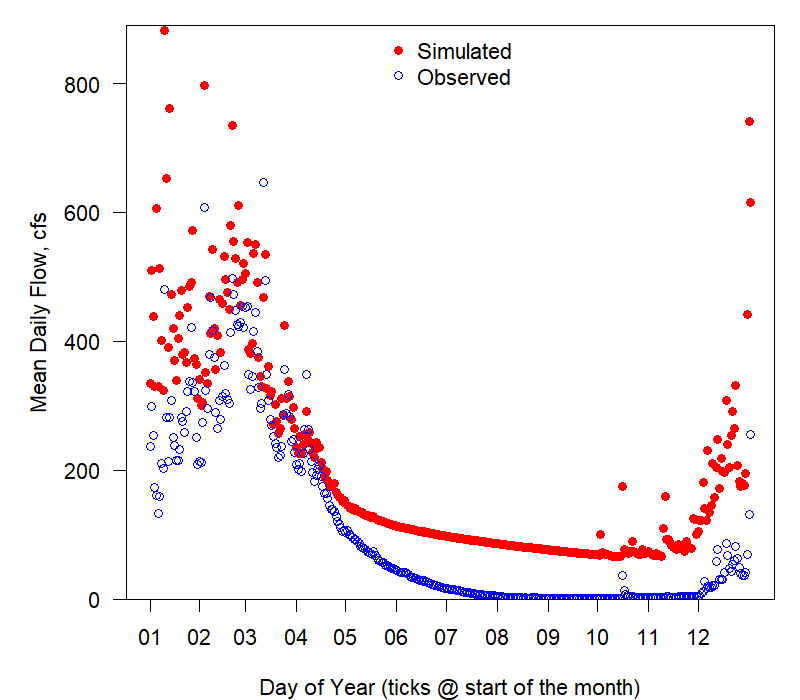 Simulated
Observed
Mean Daily Flow, cfs
800
600
400
200
0
01 02 03 04 05 06 07 08 09 10 11 12
Day of Year (ticks @ start of the month)